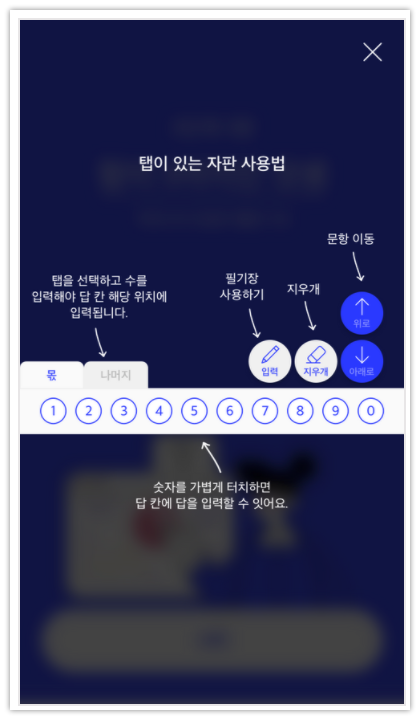 탭이 있는 자판 사용법
문항 이동
필기장
사용하기
지우개
탭을 선택하고 수를
입력해야 답 칸 해당 위치에
입력됩니다.
위로
입력
지우개
아래로
몫
나머지
1 2 3 4 5 6 7 8 9 0
숫자를 가볍게 터치하면
답 칸에 답을 입력할 수 잇어요.